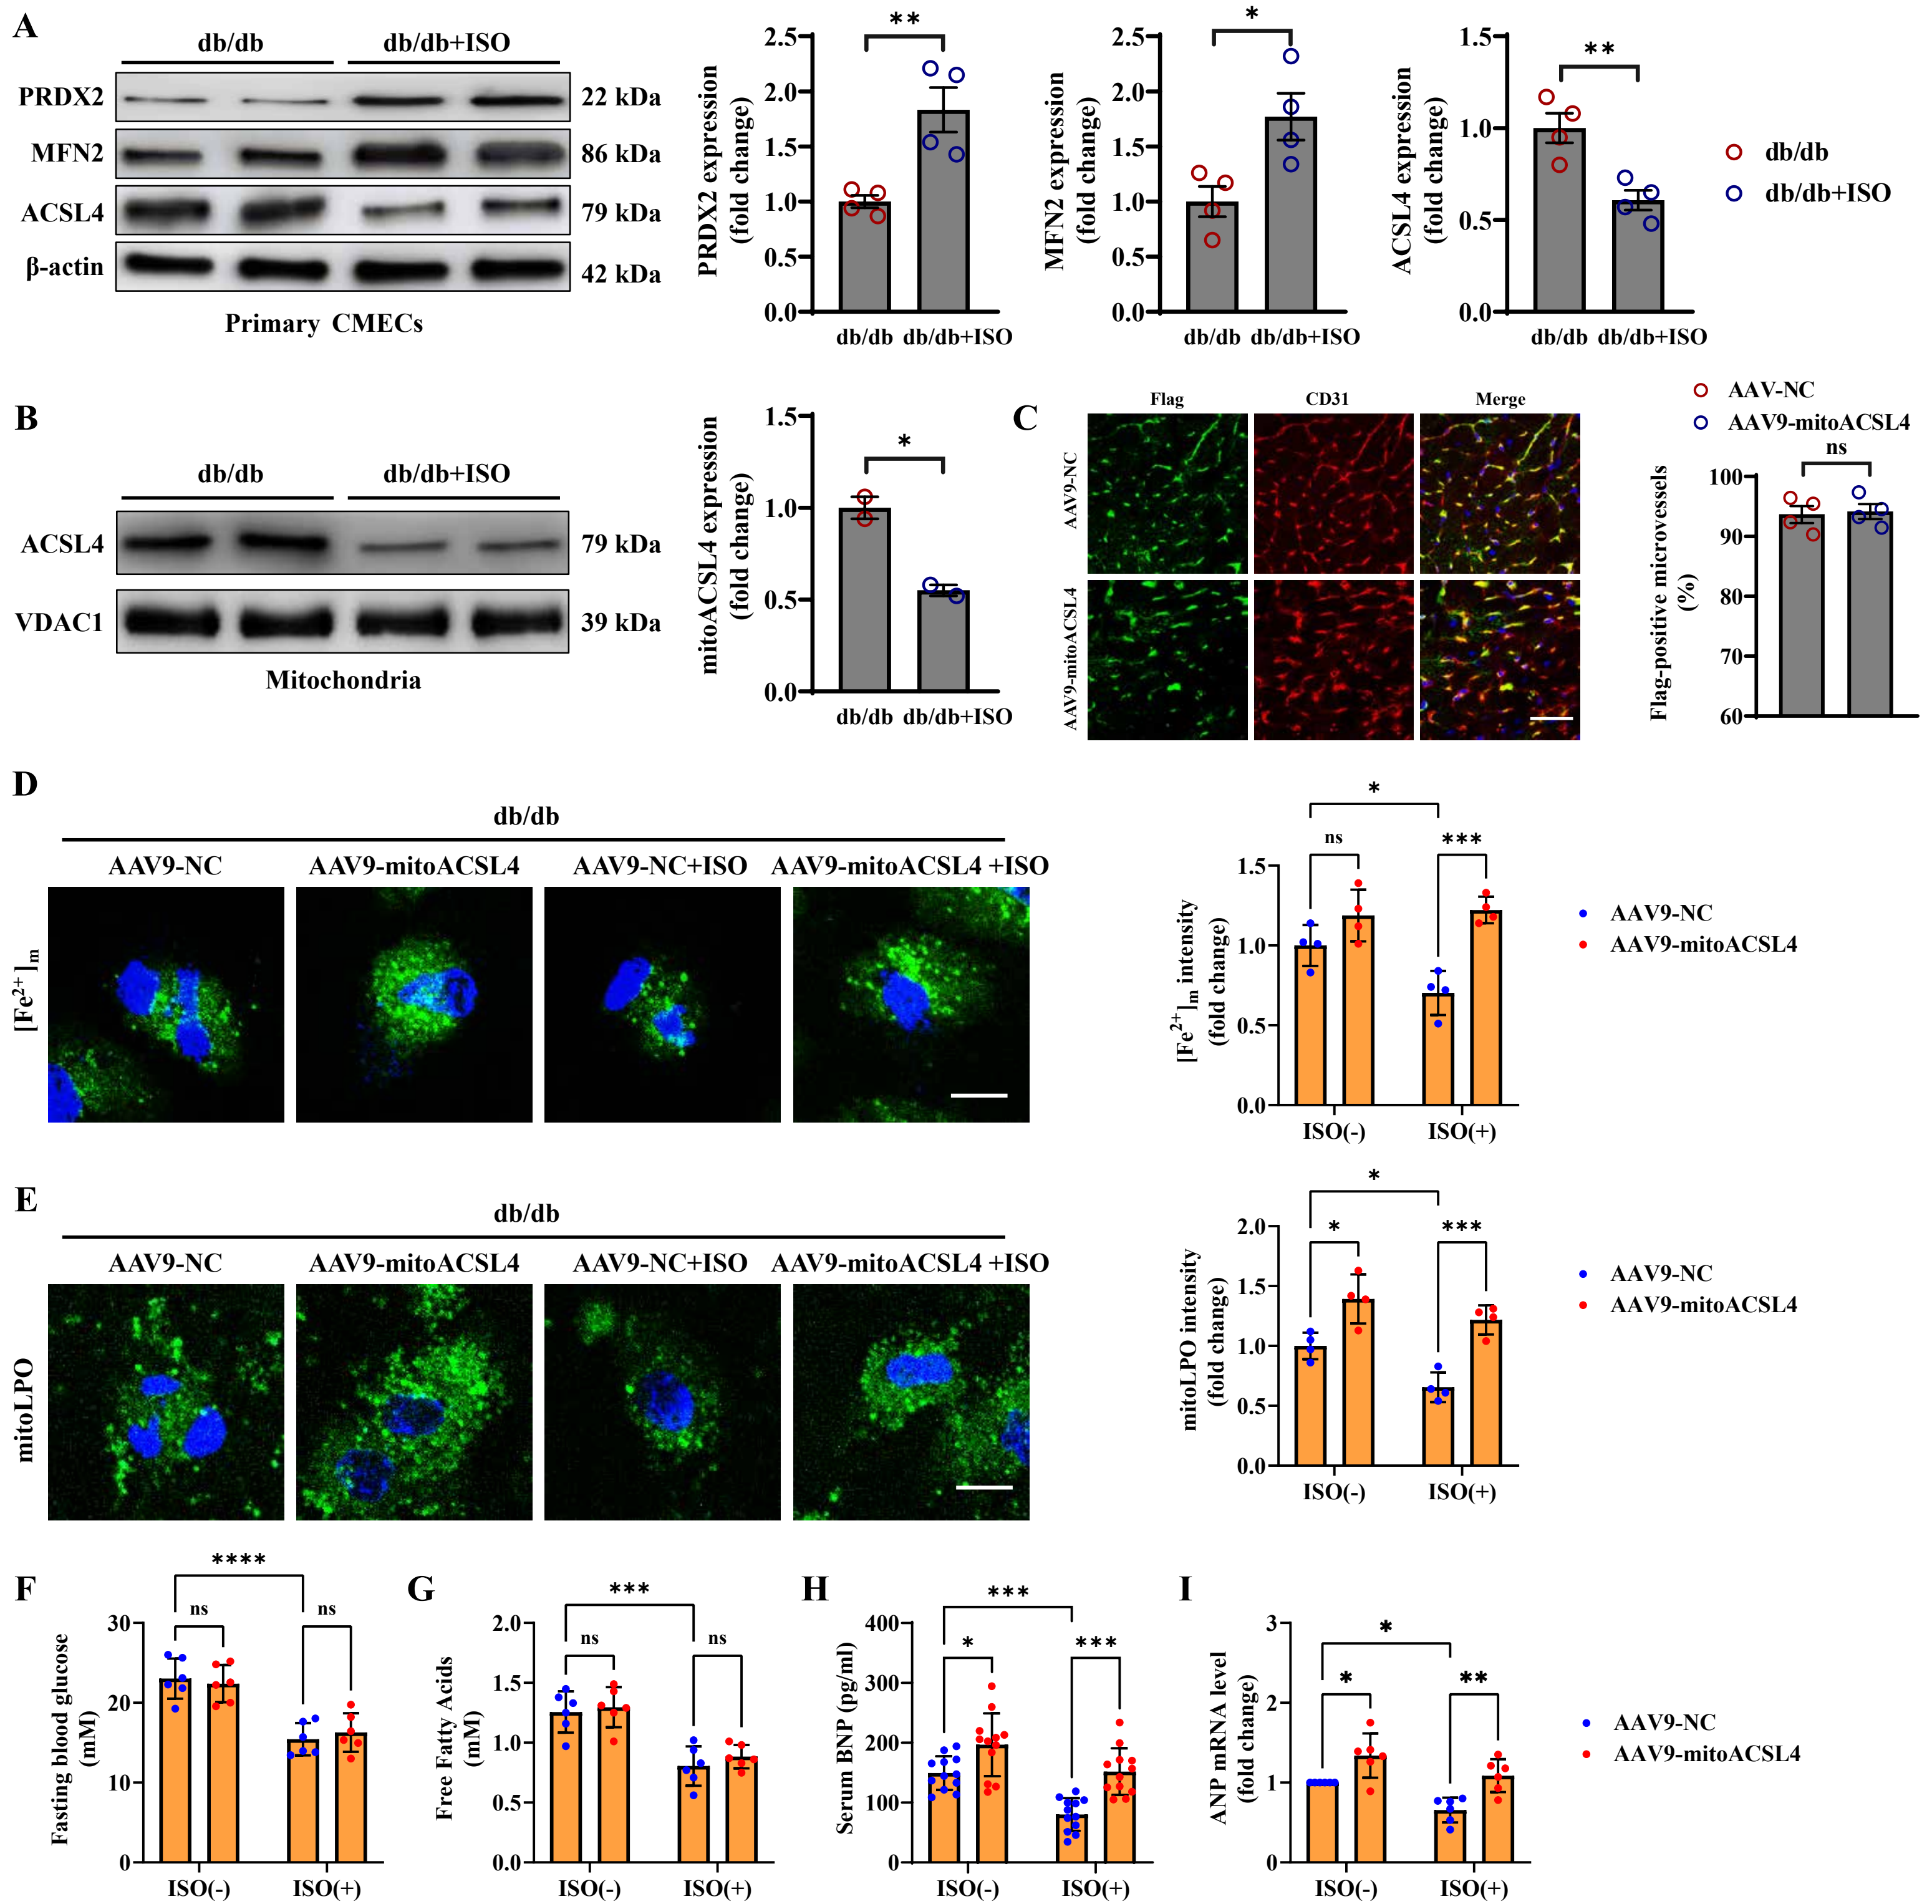 A
db/db
db/db+ISO
PRDX2
22 kDa
MFN2
86 kDa
ACSL4
79 kDa
β-actin
42 kDa
Primary CMECs
PRDX2 expression
(fold change)
2.5
2.0
1.5
1.0
0.5
0.0
**
db/db
db/db+ISO
MFN2 expression
(fold change)
2.5
2.0
1.5
1.0
0.5
0.0
*
db/db
db/db+ISO
ACSL4 expression
(fold change)
1.5
1.0
0.5
0.0
**
db/db
db/db+ISO
db/db
db/db+ISO
B
db/db
db/db+ISO
ACSL4
79 kDa
VDAC1
39 kDa
Mitochondria
mitoACSL4 expression
(fold change)
1.5
1.0
0.5
0.0
*
db/db
db/db+ISO
C
Flag
CD31
Merge
AAV9-NC
AAV9-mitoACSL4
AAV-NC
AAV9-mitoACSL4
ns
Flag-positive microvessels
(%)
100
90
80
70
60
D
db/db
AAV9-NC
AAV9-mitoACSL4
AAV9-NC+ISO
AAV9-mitoACSL4 +ISO
[Fe2+]m
[Fe2+]m intensity
(fold change)
1.5
1.0
0.5
0.0
*
ns
***
ISO(-)
ISO(+)
AAV9-NC
AAV9-mitoACSL4
E
db/db
AAV9-NC
AAV9-mitoACSL4
AAV9-NC+ISO
AAV9-mitoACSL4 +ISO
mitoLPO
mitoLPO intensity
(fold change)
2.0
1.5
1.0
0.5
0.0
*
*
***
ISO(-)
ISO(+)
AAV9-NC
AAV9-mitoACSL4
F
Fasting blood glucose
(mM)
30
20
10
0
****
ns
ns
ISO(-)
ISO(+)
G
Free Fatty Acids
(mM)
2.0
1.5
1.0
0.5
0.0
***
ns
ns
ISO(-)
ISO(+)
H
Serum BNP (pg/ml)
400
300
200
100
0
***
*
***
ISO(-)
ISO(+)
I
ANP mRNA level
(fold change)
3
2
1
0
*
*
**
ISO(-)
ISO(+)
AAV9-NC
AAV9-mitoACSL4